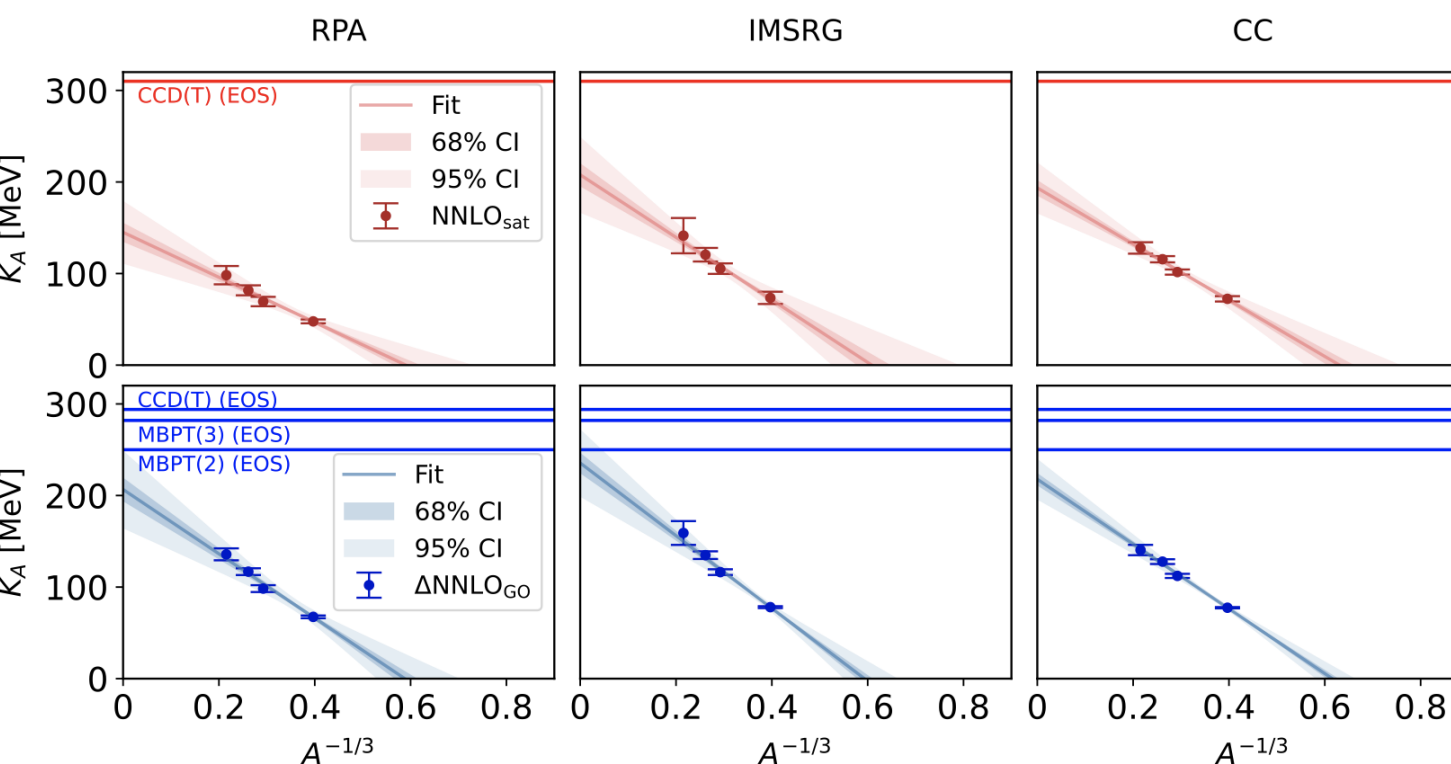 RPA
IMSRG
CC
K_A [MeV]
300
200
100
0
CCD(T) (EOS)
Fit
68% CI
95% CI
NNLO_sat
K_A [MeV]
300
200
100
0
CCD(T) (EOS)
MBPT(3) (EOS)
MBPT(2) (EOS)
Fit
68% CI
95% CI
ΔNNLO_GO
0 0.2 0.4 0.6 0.8
0 0.2 0.4 0.6 0.8
0 0.2 0.4 0.6 0.8
A^{-1/3}
A^{-1/3}
A^{-1/3}